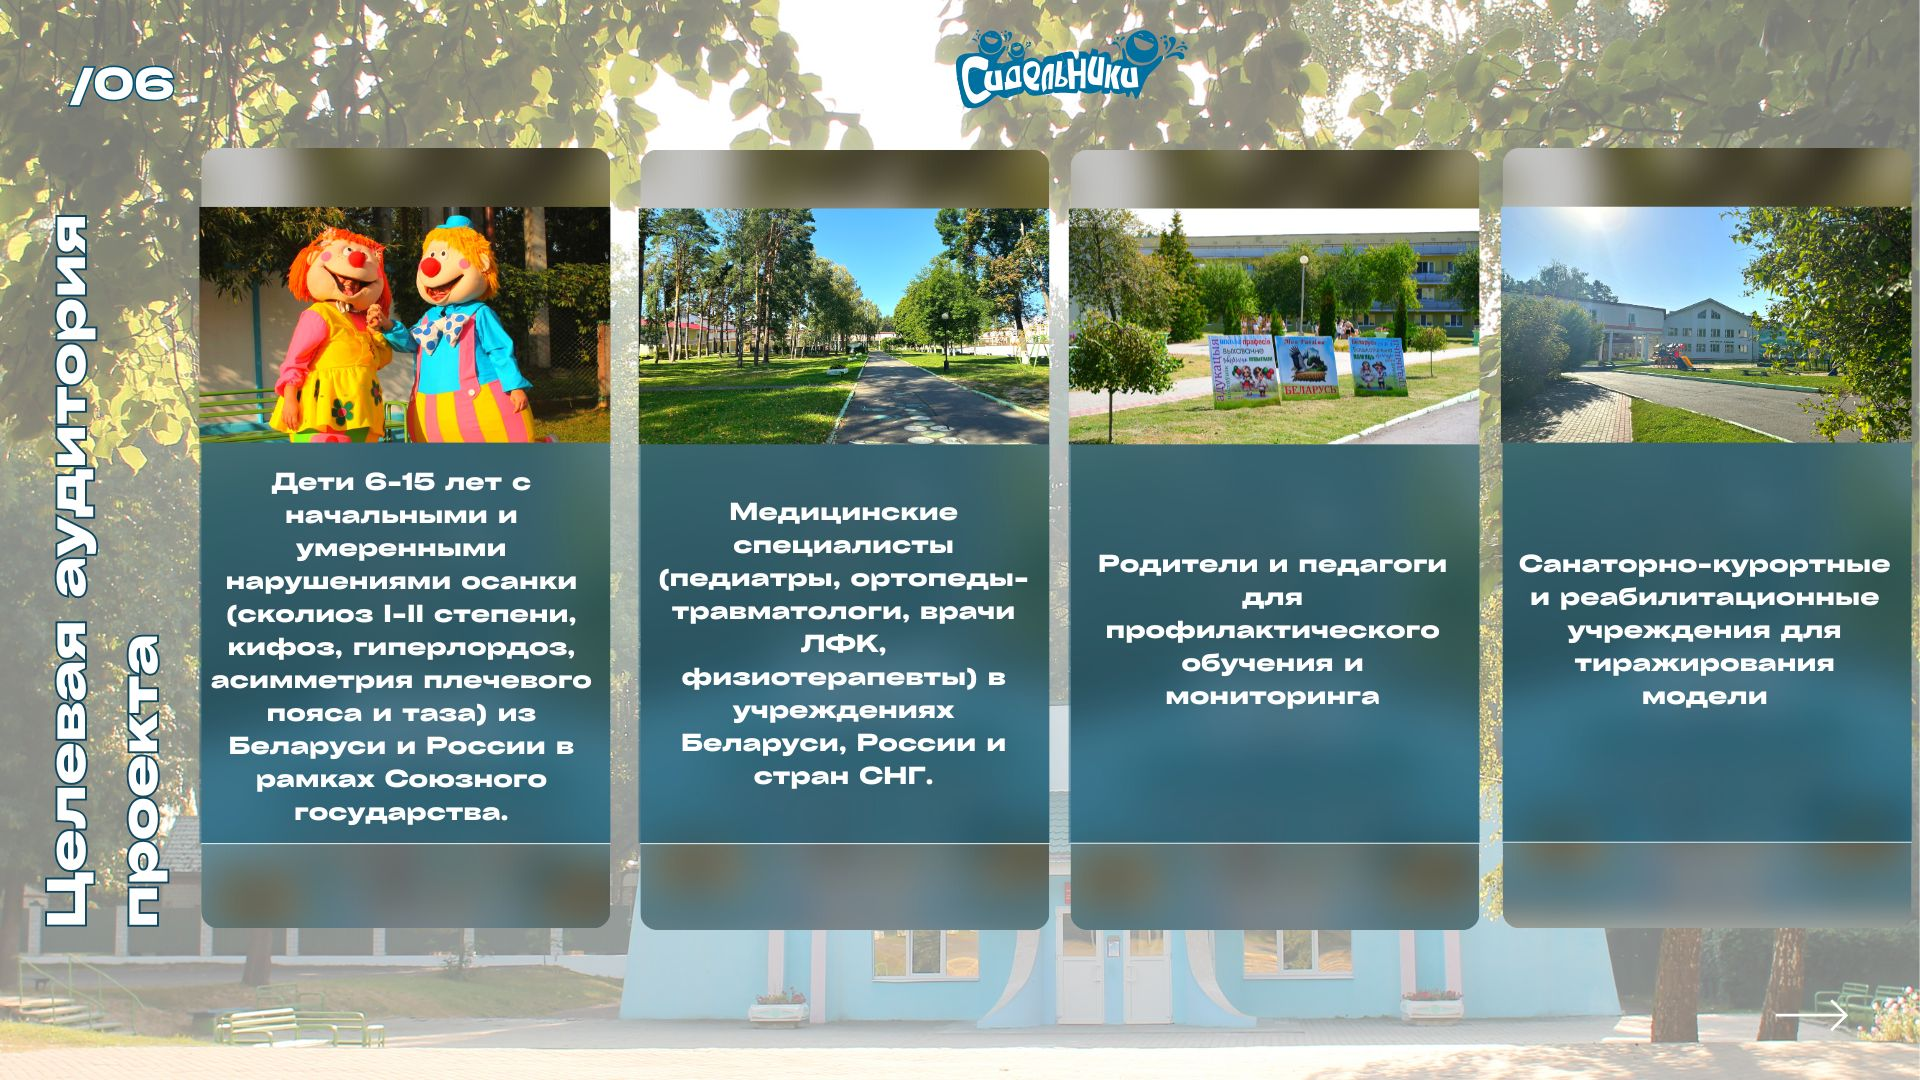 /06
Сидельники
Целевая аудитория
проекта
БЕЛАРУСЬ
Дети 6-15 лет с
начальными и
умеренными
нарушениями осанки
(сколиоз I-II степени,
кифоз, гиперлордоз,
асимметрия плечевого
пояса и таза) из
Беларуси и России в
рамках Союзного
государства.
Медицинские
специалисты
(педиатры, ортопеды-
травматологи, врачи
ЛФК,
физиотерапевты) в
учреждениях
Беларуси, России и
стран СНГ.
Родители и педагоги
для
профилактического
обучения и
мониторинга
Санаторно-курортные
и реабилитационные
учреждения для
тиражирования
модели